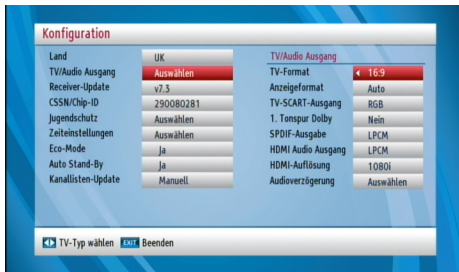 Konfiguration
Land UK
TV/Audio Ausgang Auswählen
Receiver-Update v7.3
CSSN/Chip-ID 290080281
Jugendschutz Auswählen
Zeiteinstellungen Auswählen
Eco-Mode Ja
Auto Stand-By Ja
Kanallisten-Update Manuell
TV/Audio Ausgang
TV-Format 16:9
Anzeigeformat Auto
TV-SCART-Ausgang RGB
1. Tonspur Dolby Nein
SPDIF-Ausgabe LPCM
HDMI Audio Ausgang LPCM
HDMI-Auflösung 1080i
Audioverzögerung Auswählen
TV-Typ wählen EXIT Beenden